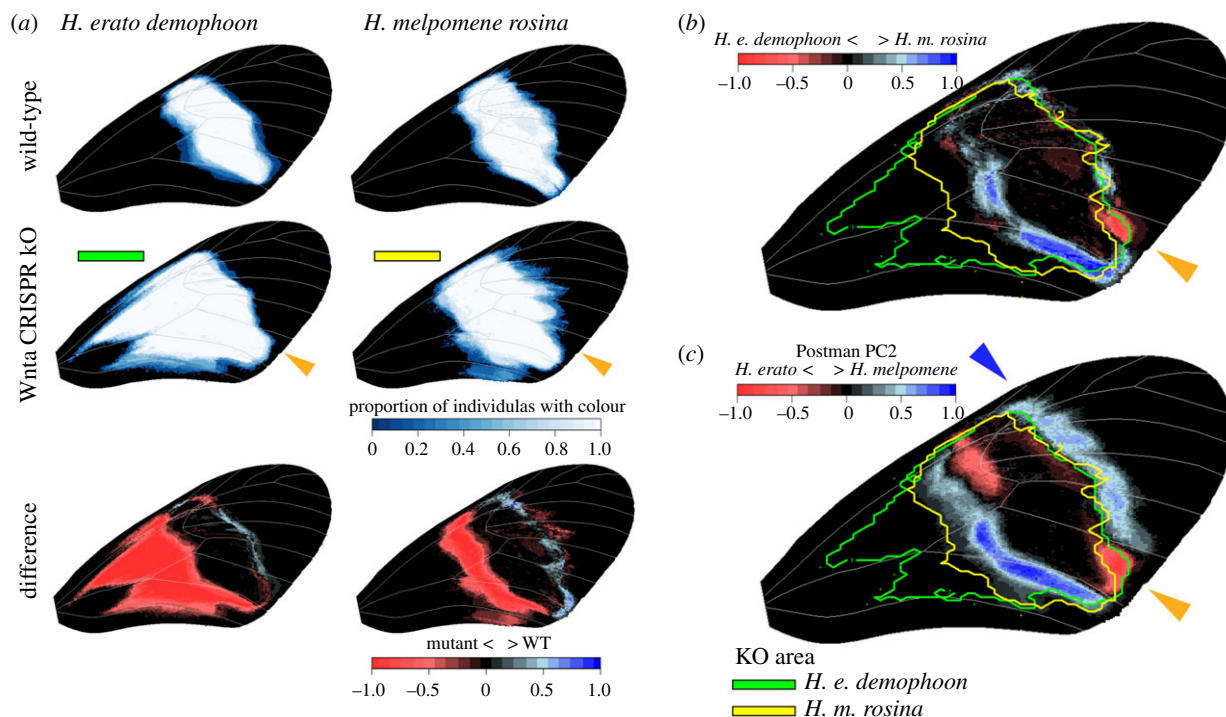 (a) H. erato demophoon H. melpomene rosina
wild-type
Wnta CRISPR kO
proportion of individulas with colour
0 0.2 0.4 0.6 0.8 1.0
difference
mutant < > WT
−1.0 −0.5 0 0.5 1.0
(b)
H. e. demophoon < > H. m. rosina
−1.0 −0.5 0 0.5 1.0
(c)
Postman PC2
H. erato < > H. melpomene
−1.0 −0.5 0 0.5 1.0
KO area
H. e. demophoon
H. m. rosina